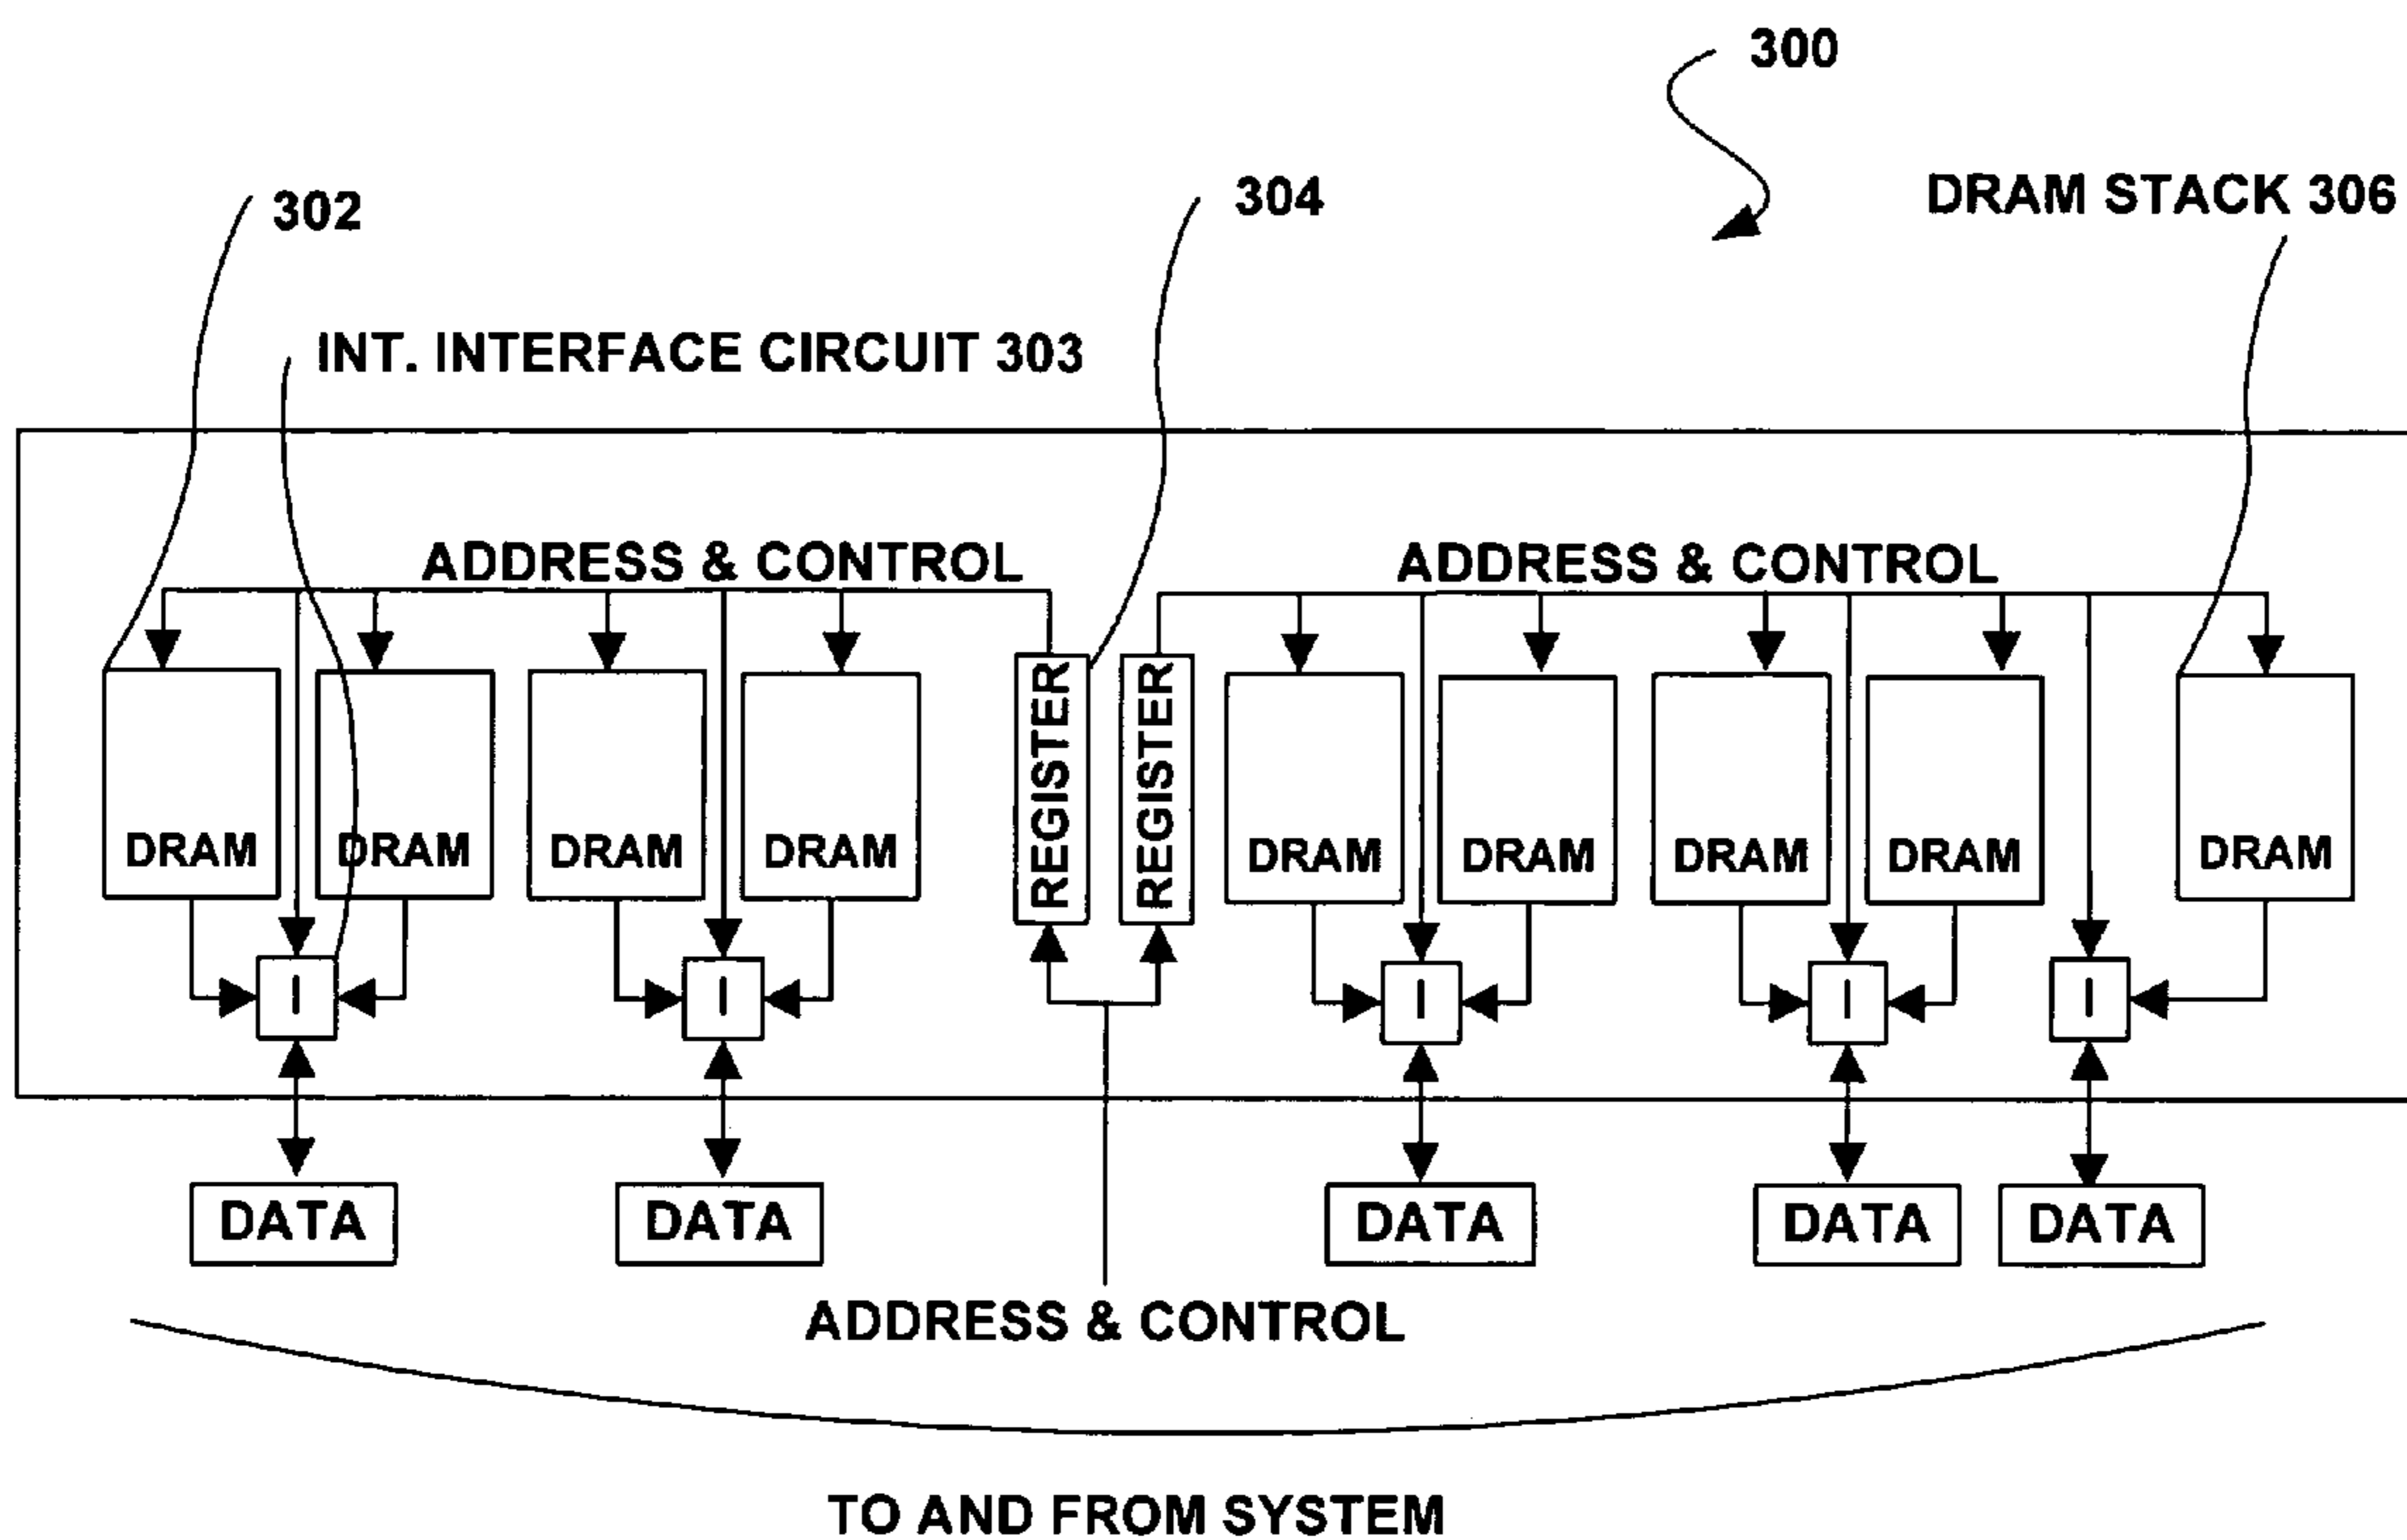 300
302
304
DRAM STACK 306
INT. INTERFACE CIRCUIT 303
ADDRESS & CONTROL
ADDRESS & CONTROL
REGISTER
REGISTER
DRAM
DRAM
DRAM
DRAM
DRAM
DRAM
DRAM
DRAM
DRAM
I
I
I
I
I
DATA
DATA
DATA
DATA
DATA
ADDRESS & CONTROL
TO AND FROM SYSTEM